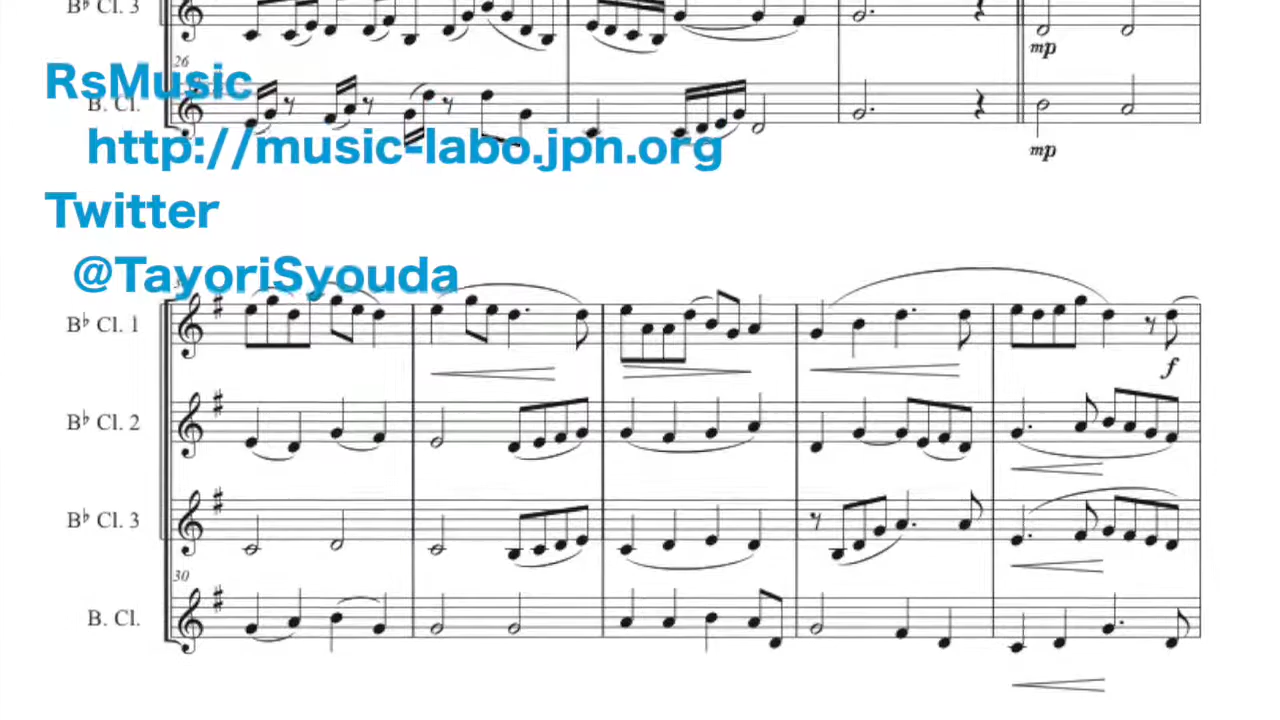 B♭ Cl. 3
mp
26
RsMusic
B. Cl.
http://music-labo.jpn.org
mp
Twitter
@TayoriSyouda
B♭ Cl. 1
f
B♭ Cl. 2
B♭ Cl. 3
30
B. Cl.